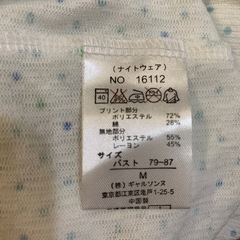 (ナイトウェア)
NO 16112
40
プリント部分
ポリエステル 72%
綿 28%
無地部分
ポリエステル 55%
レーヨン 45%
サイズ
バスト 79~87
M
(株)ギャルソンヌ
東京都江東区亀戸1-25-5
中国製